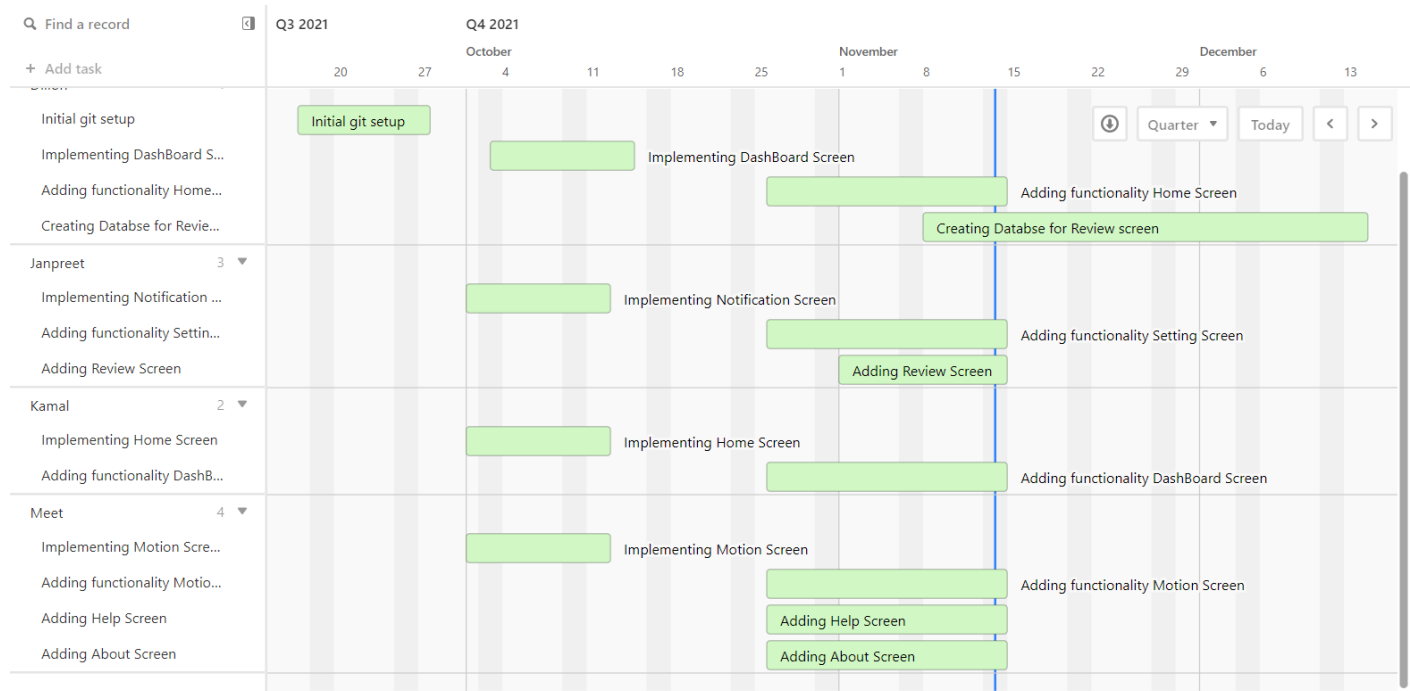 Find a record
Q3 2021
Q4 2021
October
November
December
Add task
20
27
4
11
18
25
1
8
15
22
29
6
13
Initial git setup
Initial git setup
Quarter
Today
Implementing DashBoard S...
Implementing DashBoard Screen
Adding functionality Home...
Adding functionality Home Screen
Creating Databse for Revie...
Creating Databse for Review screen
Janpreet 3
Implementing Notification ...
Implementing Notification Screen
Adding functionality Settin...
Adding functionality Setting Screen
Adding Review Screen
Adding Review Screen
Kamal 2
Implementing Home Screen
Implementing Home Screen
Adding functionality DashB...
Adding functionality DashBoard Screen
Meet 4
Implementing Motion Scre...
Implementing Motion Screen
Adding functionality Motio...
Adding functionality Motion Screen
Adding Help Screen
Adding Help Screen
Adding About Screen
Adding About Screen